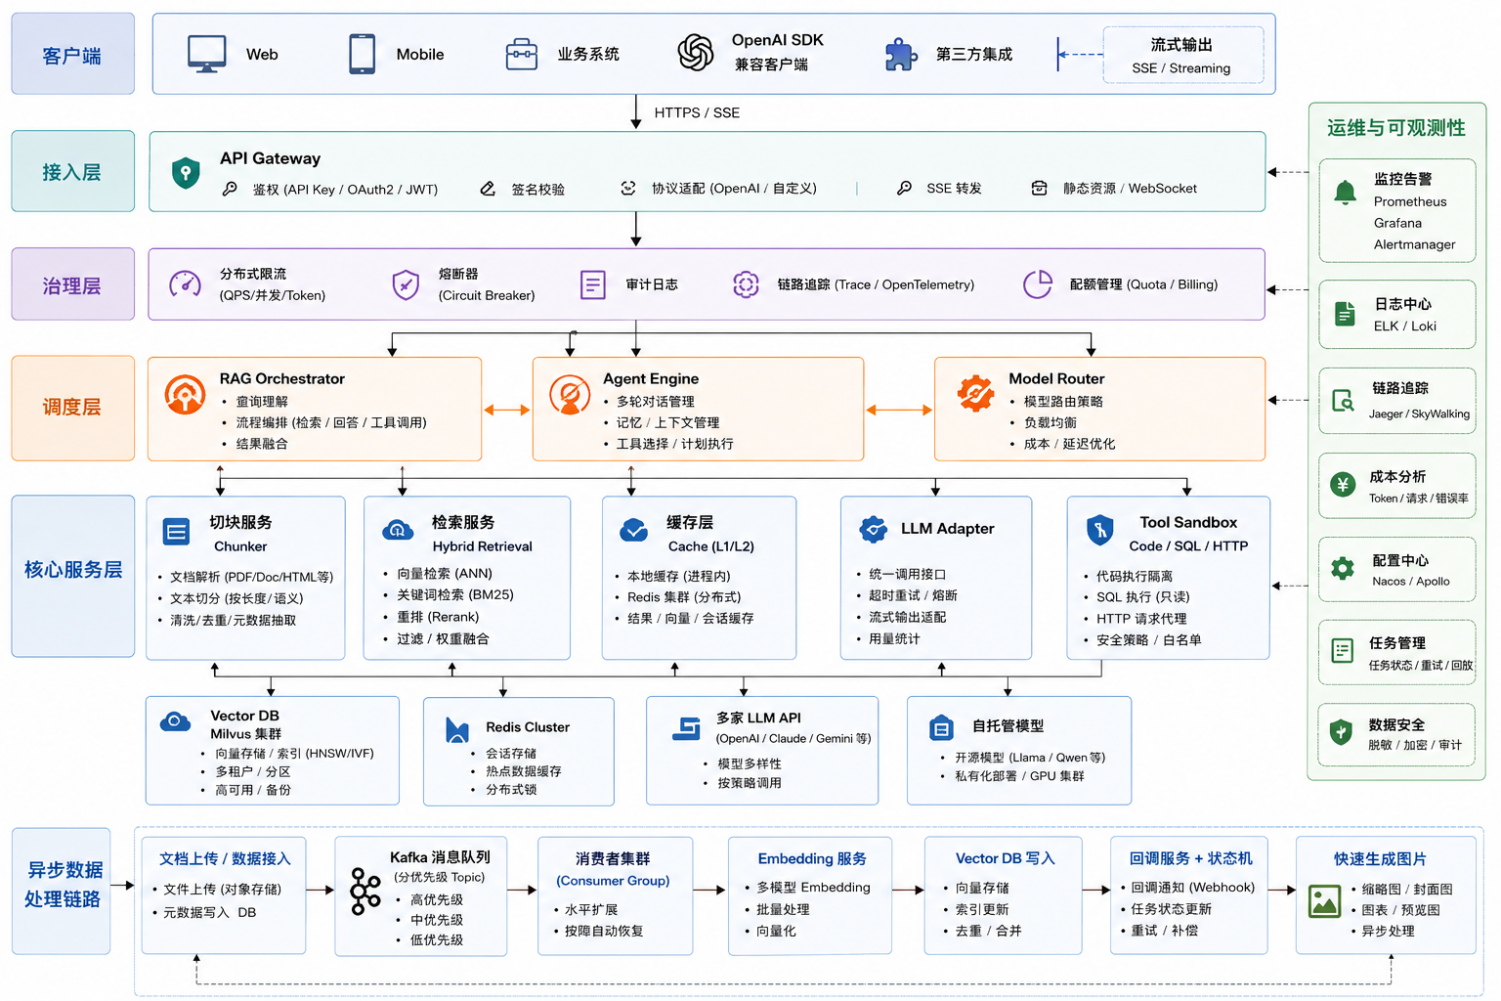 客户端
Web
Mobile
业务系统
OpenAI SDK
兼容客户端
第三方集成
流式输出
SSE / Streaming
HTTPS / SSE
接入层
API Gateway
鉴权 (API Key / OAuth2 / JWT)
签名校验
协议适配 (OpenAI / 自定义)
SSE 转发
静态资源 / WebSocket
治理层
分布式限流
(QPS/并发/Token)
熔断器
(Circuit Breaker)
审计日志
链路追踪 (Trace / OpenTelemetry)
配额管理 (Quota / Billing)
调度层
RAG Orchestrator
• 查询理解
• 流程编排 (检索 / 回答 / 工具调用)
• 结果融合
Agent Engine
• 多轮对话管理
• 记忆 / 上下文管理
• 工具选择 / 计划执行
Model Router
• 模型路由策略
• 负载均衡
• 成本 / 延迟优化
核心服务层
切块服务
Chunker
• 文档解析 (PDF/Doc/HTML等)
• 文本切分 (按长度/语义)
• 清洗/去重/元数据抽取
检索服务
Hybrid Retrieval
• 向量检索 (ANN)
• 关键词检索 (BM25)
• 重排 (Rerank)
• 过滤 / 权重融合
缓存层
Cache (L1/L2)
• 本地缓存 (进程内)
• Redis 集群 (分布式)
• 结果 / 向量 / 会话缓存
LLM Adapter
• 统一调用接口
• 超时重试 / 熔断
• 流式输出适配
• 用量统计
Tool Sandbox
Code / SQL / HTTP
• 代码执行隔离
• SQL 执行 (只读)
• HTTP 请求代理
• 安全策略 / 白名单
Vector DB
Milvus 集群
• 向量存储 / 索引 (HNSW/IVF)
• 多租户 / 分区
• 高可用 / 备份
Redis Cluster
• 会话存储
• 热点数据缓存
• 分布式锁
多家 LLM API
(OpenAI / Claude / Gemini 等)
• 模型多样性
• 按策略调用
自托管模型
• 开源模型 (Llama / Qwen 等)
• 私有化部署 / GPU 集群
运维与可观测性
监控告警
Prometheus
Grafana
Alertmanager
日志中心
ELK / Loki
链路追踪
Jaeger / SkyWalking
成本分析
Token / 请求 / 错误率
配置中心
Nacos / Apollo
任务管理
任务状态 / 重试 / 回放
数据安全
脱敏 / 加密 / 审计
异步数据
处理链路
文档上传 / 数据接入
• 文件上传 (对象存储)
• 元数据写入 DB
Kafka 消息队列
(分优先级 Topic)
• 高优先级
• 中优先级
• 低优先级
消费者集群
(Consumer Group)
• 水平扩展
• 按障自动恢复
Embedding 服务
• 多模型 Embedding
• 批量处理
• 向量化
Vector DB 写入
• 向量存储
• 索引更新
• 去重 / 合并
回调服务 + 状态机
• 回调通知 (Webhook)
• 任务状态更新
• 重试 / 补偿
快速生成图片
• 缩略图 / 封面图
• 图表 / 预览图
• 异步处理